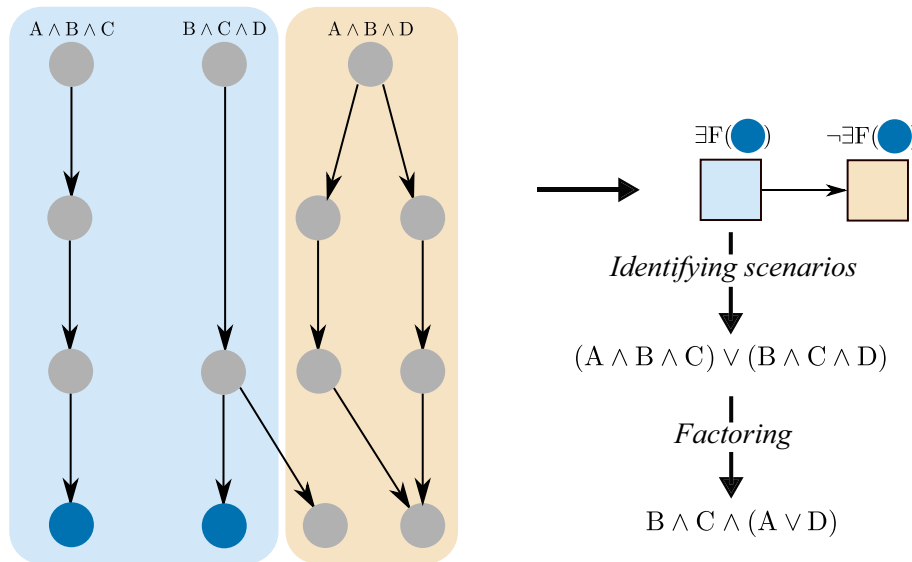 A ∧ B ∧ C
B ∧ C ∧ D
A ∧ B ∧ D
∃F( )
¬∃F( )
Identifying scenarios
(A ∧ B ∧ C) ∨ (B ∧ C ∧ D)
Factoring
B ∧ C ∧ (A ∨ D)